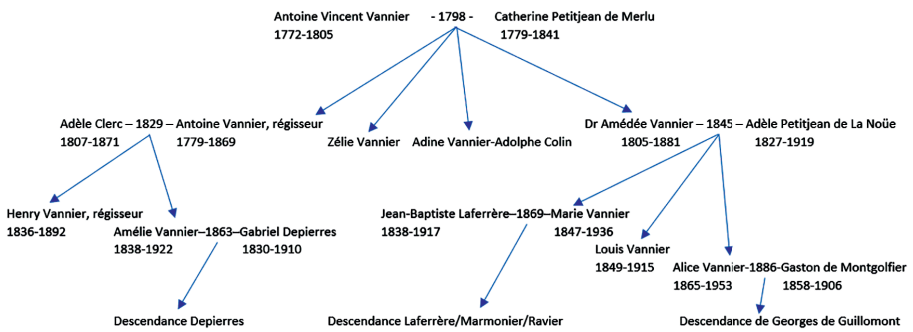 Antoine Vincent Vannier - 1798 - Catherine Petitjean de Merlu
1772-1805 1779-1841
Adèle Clerc – 1829 – Antoine Vannier, régisseur
1807-1871 1779-1869
Zélie Vannier
Adine Vannier-Adolphe Colin
Dr Amédée Vannier – 1845 – Adèle Petitjean de La Noüe
1805-1881 1827-1919
Henry Vannier, régisseur
1836-1892
Amélie Vannier–1863–Gabriel Depierres
1838-1922 1830-1910
Jean-Baptiste Laferrère–1869–Marie Vannier
1838-1917 1847-1936
Louis Vannier
1849-1915
Alice Vannier-1886-Gaston de Montgolfier
1865-1953 1858-1906
Descendance Depierres
Descendance Laferrère/Marmonier/Ravier
Descendance de Georges de Guillomont